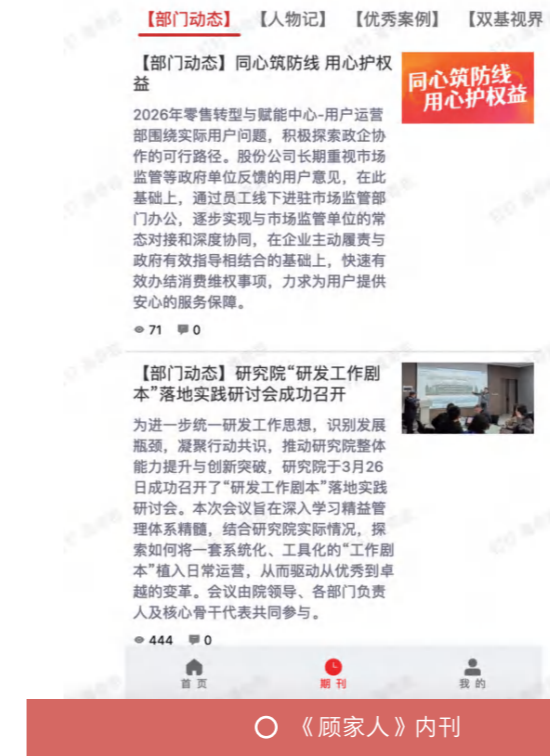 【部门动态】 【人物记】 【优秀案例】 【双基视界
【部门动态】同心筑防线 用心护权
益
同心筑防线
用心护权益
2026年零售转型与赋能中心-用户运营
部围绕实际用户问题，积极探索政企协
作的可行路径。股份公司长期重视市场
监管等政府单位反馈的用户意见，在此
基础上，通过员工线下进驻市场监管部
门办公，逐步实现与市场监管单位的常
态对接和深度协同，在企业主动履责与
政府有效指导相结合的基础上，快速有
效办结消费维权事项，力求为用户提供
安心的服务保障。
71 0
【部门动态】研究院“研发工作剧
本”落地实践研讨会成功召开
为进一步统一研发工作思想，识别发展
瓶颈，凝聚行动共识，推动研究院整体
能力提升与创新突破，研究院于3月26
日成功召开了“研发工作剧本”落地实践
研讨会。本次会议旨在深入学习精益管
理体系精髓，结合研究院实际情况，探
索如何将一套系统化、工具化的“工作剧
本”植入日常运营，从而驱动从优秀到卓
越的变革。会议由院领导、各部门负责
人及核心骨干代表共同参与。
444 0
首页 期刊 我的
《顾家人》内刊